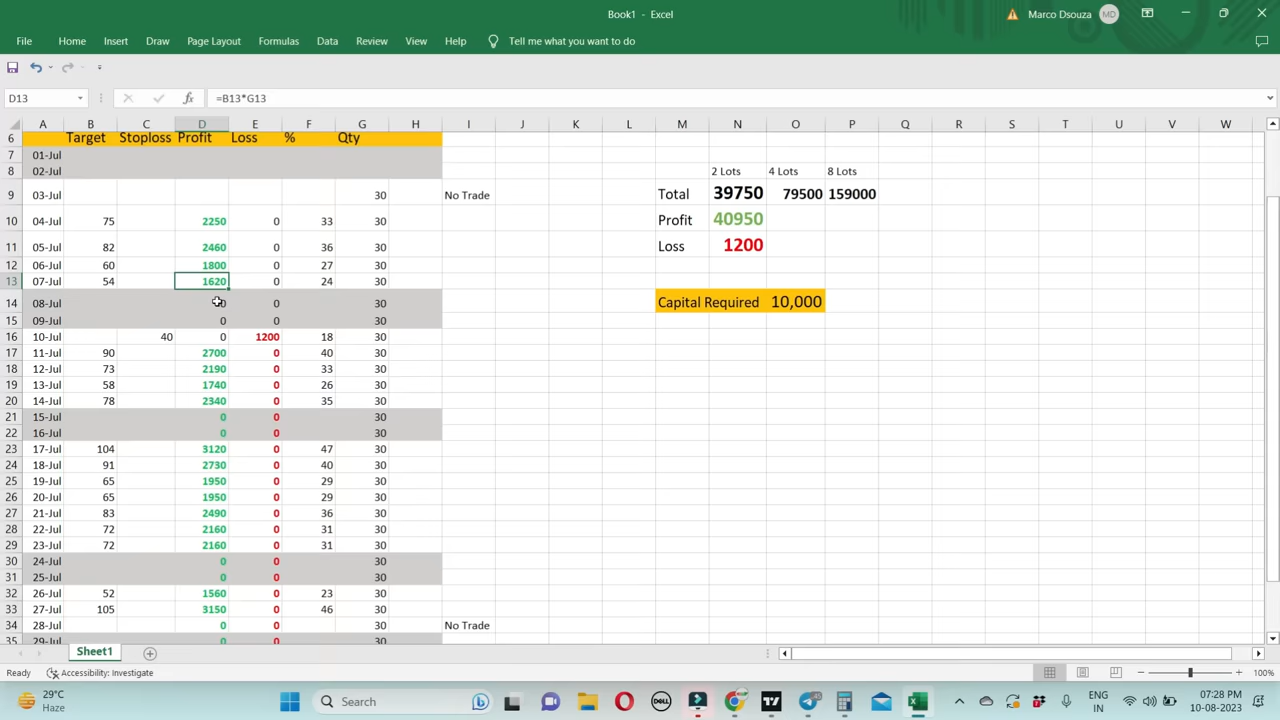 Book1 - Excel
Marco Dsouza MD
File Home Insert Draw Page Layout Formulas Data Review View Help Tell me what you want to do
D13 fx =B13*G13
A B C D E F G H I J K L M N O P Q R S T U V W
6 Target Stoploss Profit Loss % Qty
7 01-Jul
8 02-Jul 2 Lots 4 Lots 8 Lots
9 03-Jul 30 No Trade Total 39750 79500 159000
10 04-Jul 75 2250 0 33 30 Profit 40950
11 05-Jul 82 2460 0 36 30 Loss 1200
12 06-Jul 60 1800 0 27 30
13 07-Jul 54 1620 0 24 30
14 08-Jul 0 0 30 Capital Required 10,000
15 09-Jul 0 0 30
16 10-Jul 40 0 1200 18 30
17 11-Jul 90 2700 0 40 30
18 12-Jul 73 2190 0 33 30
19 13-Jul 58 1740 0 26 30
20 14-Jul 78 2340 0 35 30
21 15-Jul 0 0 30
22 16-Jul 0 0 30
23 17-Jul 104 3120 0 47 30
24 18-Jul 91 2730 0 40 30
25 19-Jul 65 1950 0 29 30
26 20-Jul 65 1950 0 29 30
27 21-Jul 83 2490 0 36 30
28 22-Jul 72 2160 0 31 30
29 23-Jul 72 2160 0 31 30
30 24-Jul 0 0 30
31 25-Jul 0 0 30
32 26-Jul 52 1560 0 23 30
33 27-Jul 105 3150 0 46 30
34 28-Jul 0 0 30 No Trade
35 29-Jul 0 0 30
Sheet1
Ready Accessibility: Investigate 100%
29°C
Haze
Search
DELL
ENG
IN
07:28 PM
10-08-2023